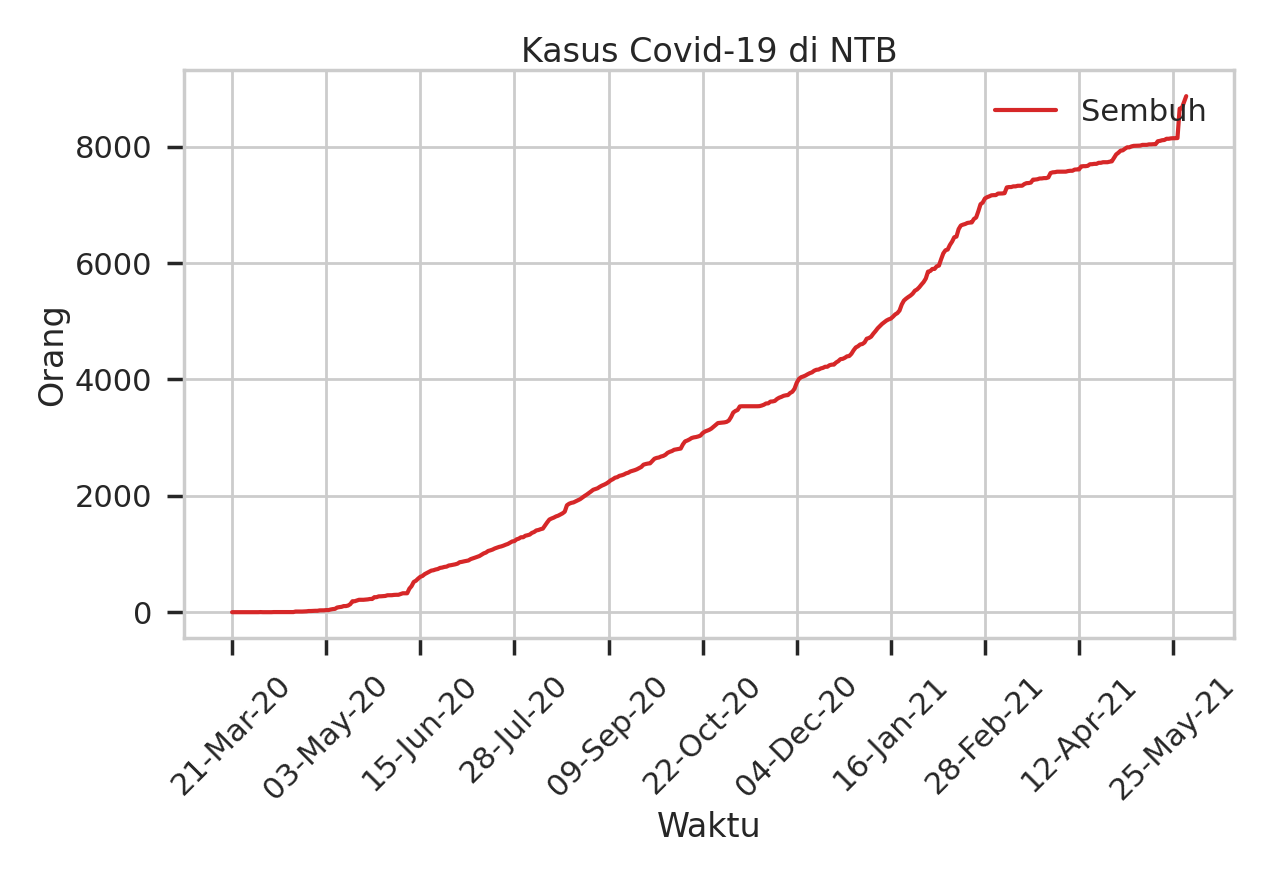 Kasus Covid-19 di NTB
Sembuh
Orang
8000
6000
4000
2000
0
21-Mar-20
03-May-20
15-Jun-20
28-Jul-20
09-Sep-20
22-Oct-20
04-Dec-20
16-Jan-21
28-Feb-21
12-Apr-21
25-May-21
Waktu